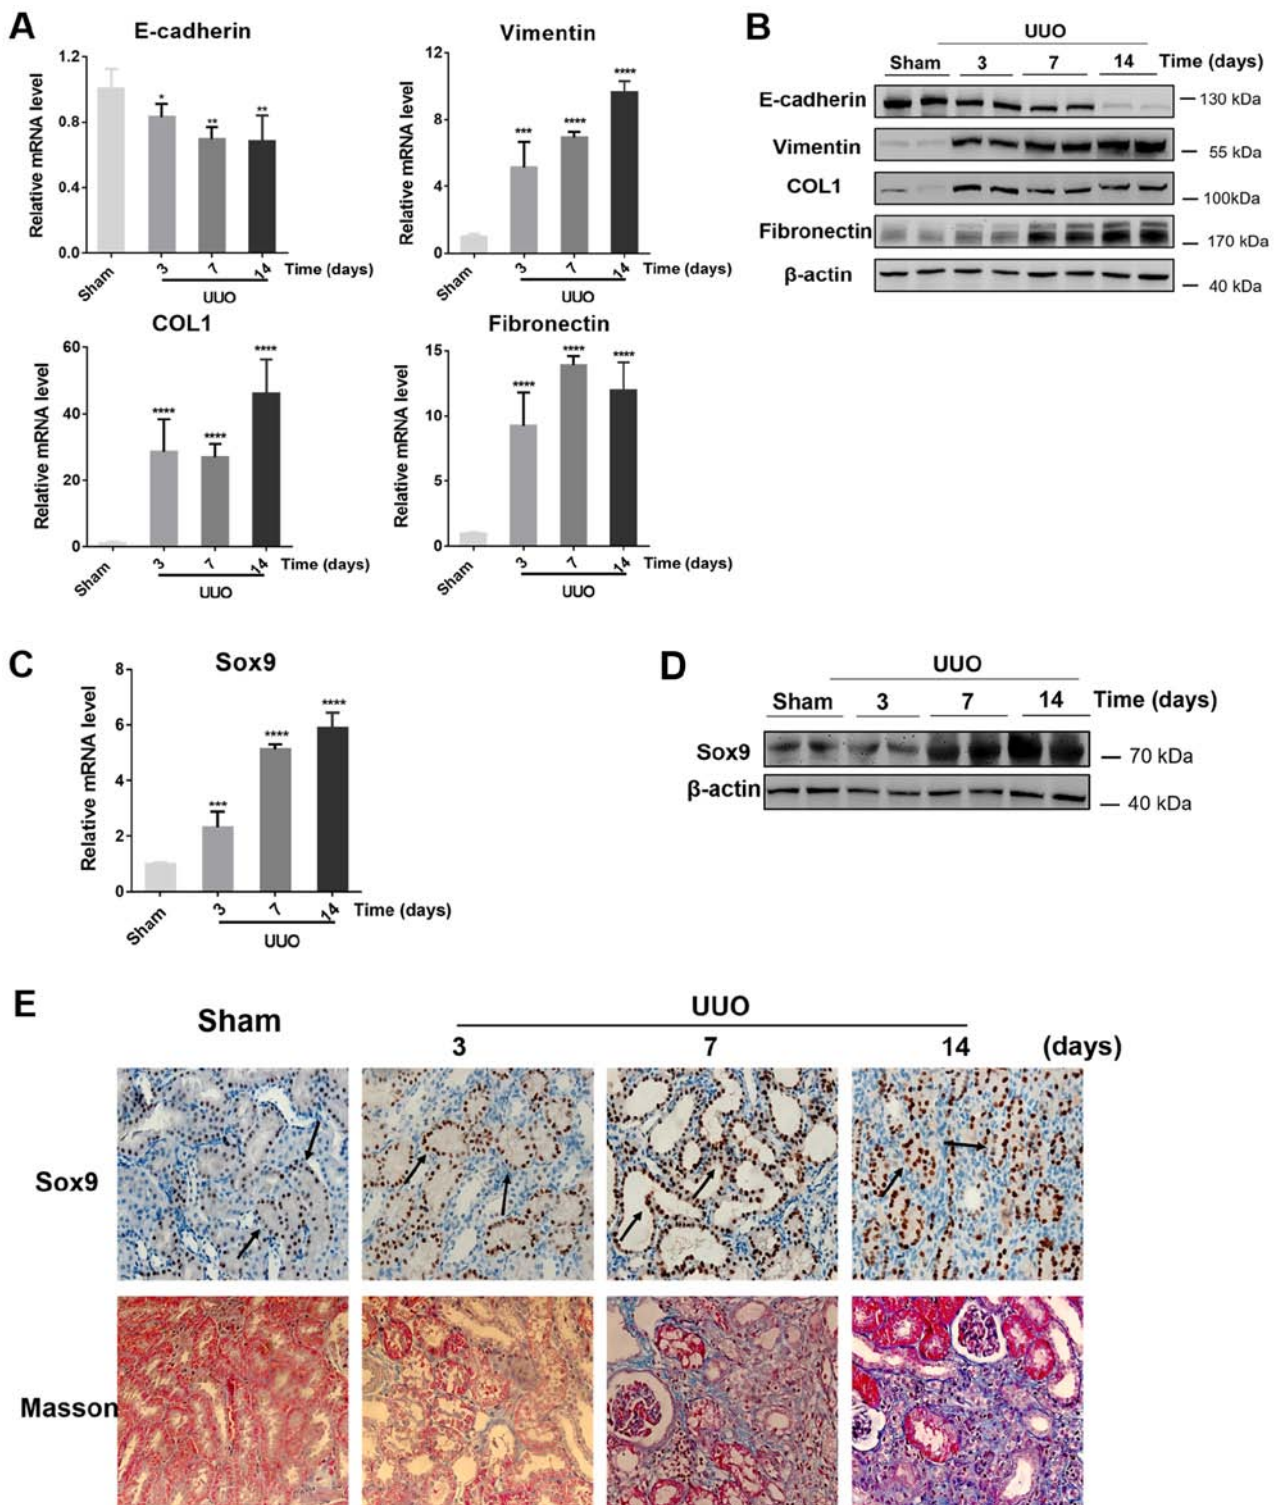 A
E-cadherin
Relative mRNA level
1.2
0.8
0.4
0.0
*
**
**
Sham
3
7
14
Time (days)
UUO
Vimentin
Relative mRNA level
12
8
4
0
***
****
****
Sham
3
7
14
Time (days)
UUO
COL1
Relative mRNA level
60
40
20
0
****
****
****
Sham
3
7
14
Time (days)
UUO
Fibronectin
Relative mRNA level
15
10
5
0
****
****
****
Sham
3
7
14
Time (days)
UUO
B
UUO
Sham 3 7 14 Time (days)
E-cadherin 130 kDa
Vimentin 55 kDa
COL1 100kDa
Fibronectin 170 kDa
β-actin 40 kDa
C
Sox9
Relative mRNA level
8
6
4
2
0
***
****
****
Sham
3
7
14
Time (days)
UUO
D
UUO
Sham 3 7 14 Time (days)
Sox9 70 kDa
β-actin 40 kDa
E
Sham
UUO
3 7 14 (days)
Sox9
Masson